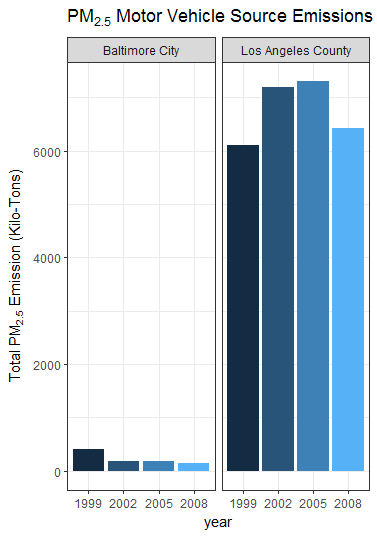 PM2.5 Motor Vehicle Source Emissions
Baltimore City
Los Angeles County
Total PM2.5 Emission (Kilo-Tons)
6000
4000
2000
0
1999 2002 2005 2008
1999 2002 2005 2008
year